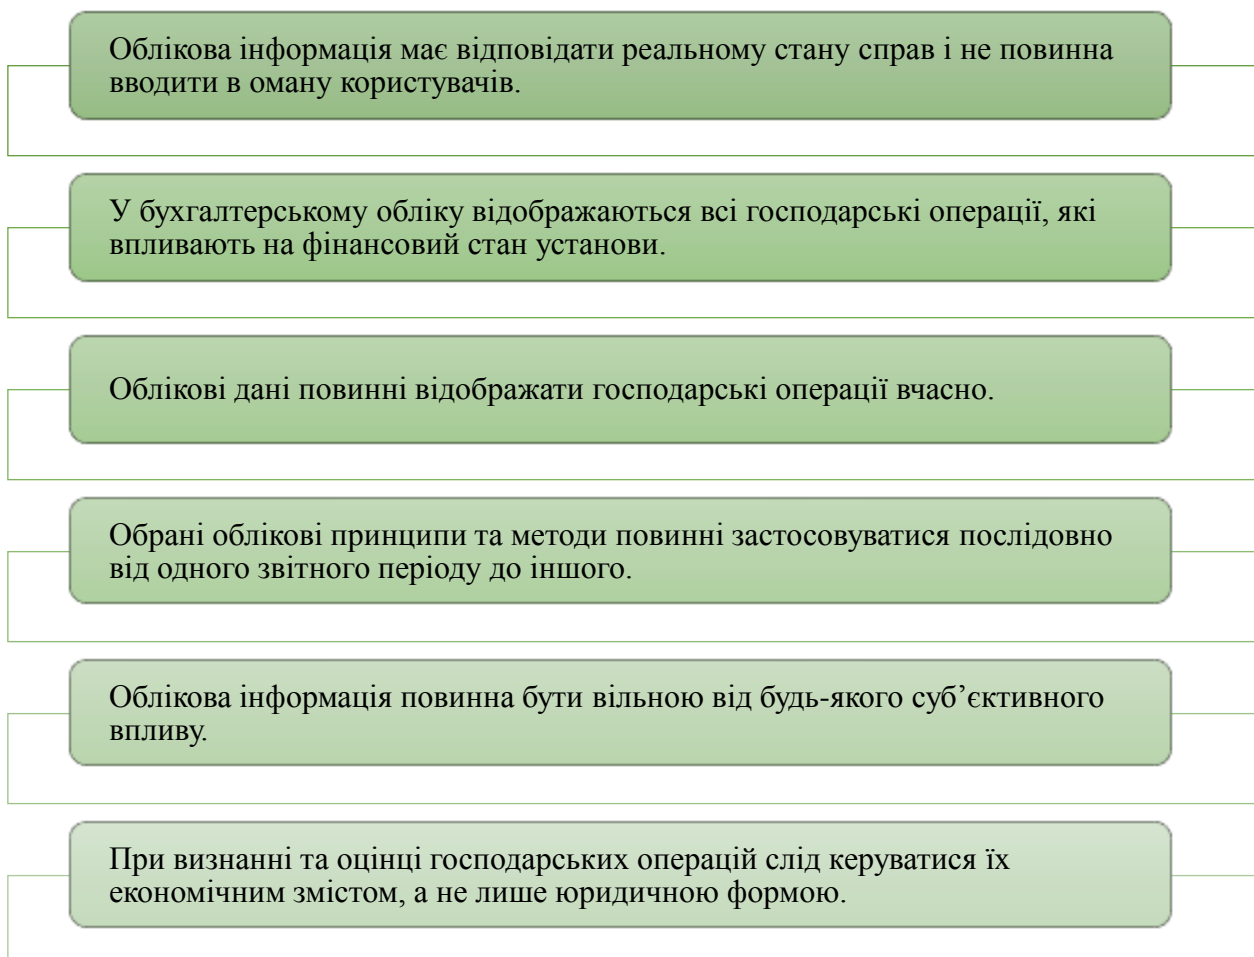 Облікова інформація має відповідати реальному стану справ і не повинна
вводити в оману користувачів.
У бухгалтерському обліку відображаються всі господарські операції, які
впливають на фінансовий стан установи.
Облікові дані повинні відображати господарські операції вчасно.
Обрані облікові принципи та методи повинні застосовуватися послідовно
від одного звітного періоду до іншого.
Облікова інформація повинна бути вільною від будь-якого суб’єктивного
впливу.
При визнанні та оцінці господарських операцій слід керуватися їх
економічним змістом, а не лише юридичною формою.